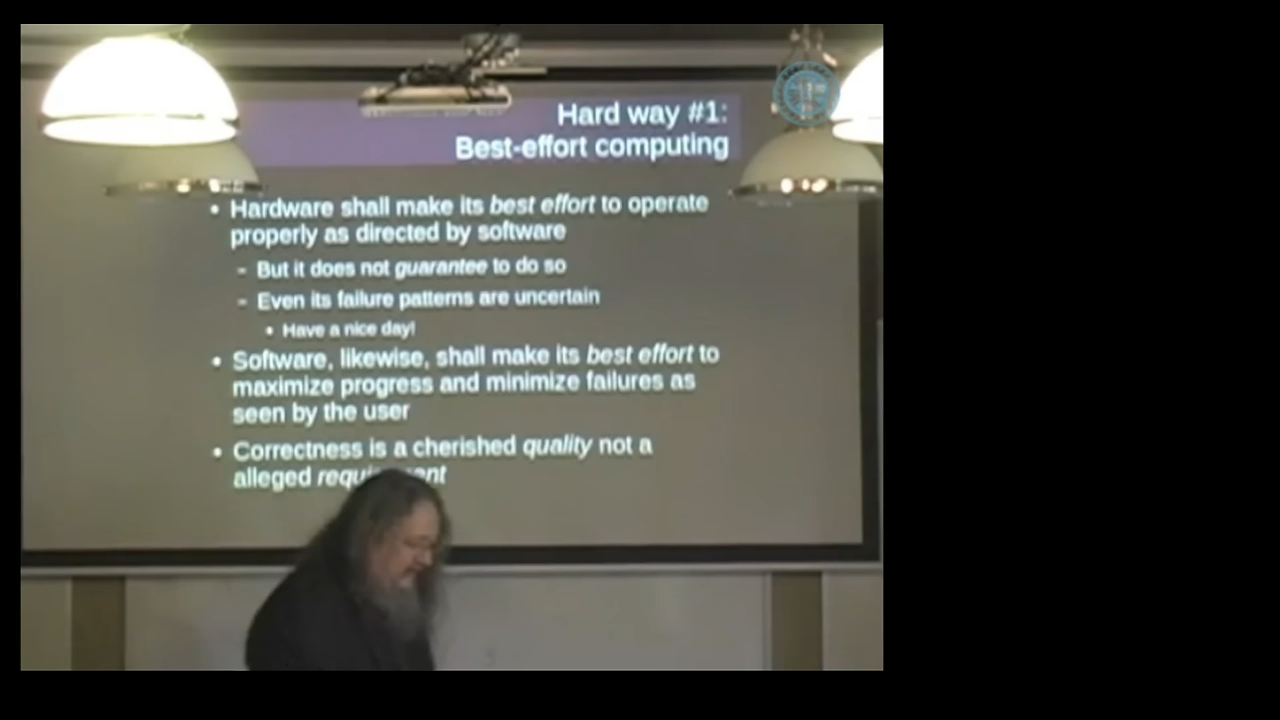 Hard way #1:
Best-effort computing
• Hardware shall make its best effort to operate
properly as directed by software
- But it does not guarantee to do so
- Even its failure patterns are uncertain
• Have a nice day!
• Software, likewise, shall make its best effort to
maximize progress and minimize failures as
seen by the user
• Correctness is a cherished quality not a
alleged